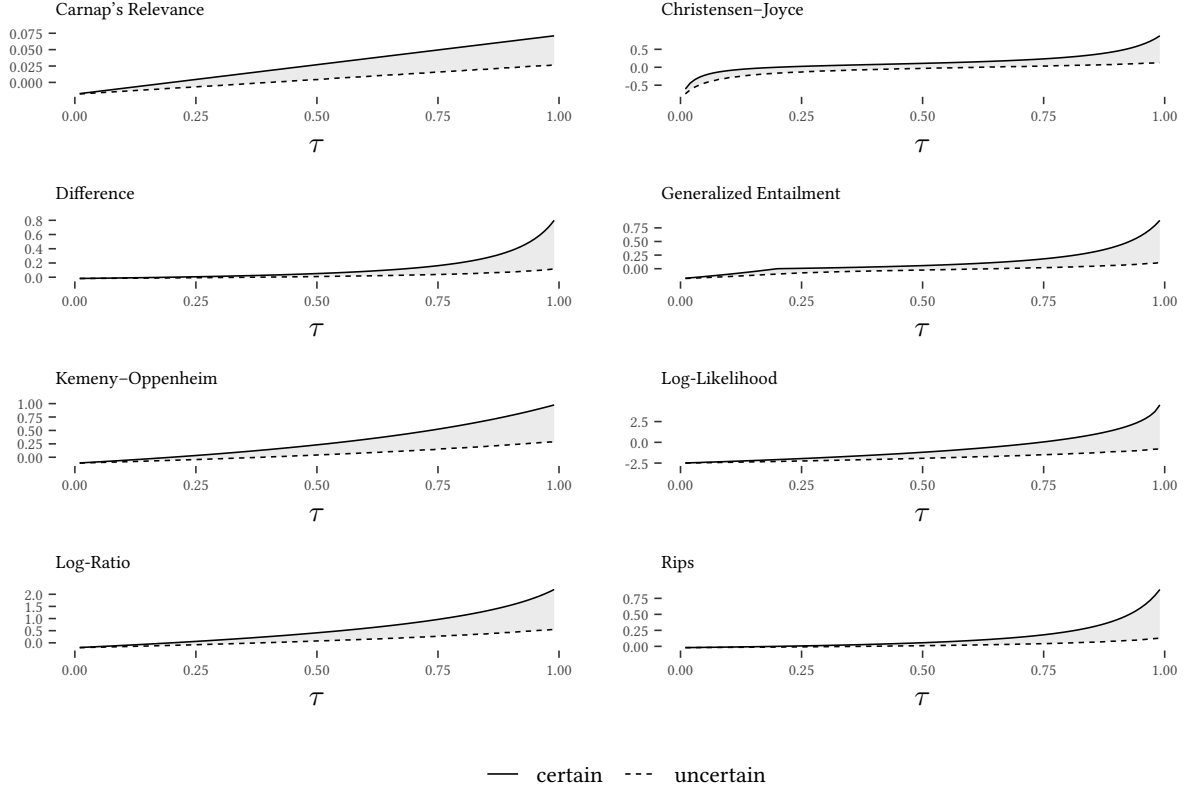 Carnap's Relevance
0.075
0.050
0.025
0.000
0.00 0.25 0.50 0.75 1.00
τ
Christensen–Joyce
0.5
0.0
-0.5
0.00 0.25 0.50 0.75 1.00
τ
Difference
0.8
0.6
0.4
0.2
0.0
0.00 0.25 0.50 0.75 1.00
τ
Generalized Entailment
0.75
0.50
0.25
0.00
0.00 0.25 0.50 0.75 1.00
τ
Kemeny–Oppenheim
1.00
0.75
0.50
0.25
0.00
0.00 0.25 0.50 0.75 1.00
τ
Log-Likelihood
2.5
0.0
-2.5
0.00 0.25 0.50 0.75 1.00
τ
Log-Ratio
2.0
1.5
1.0
0.5
0.0
0.00 0.25 0.50 0.75 1.00
τ
Rips
0.75
0.50
0.25
0.00
0.00 0.25 0.50 0.75 1.00
τ
certain uncertain